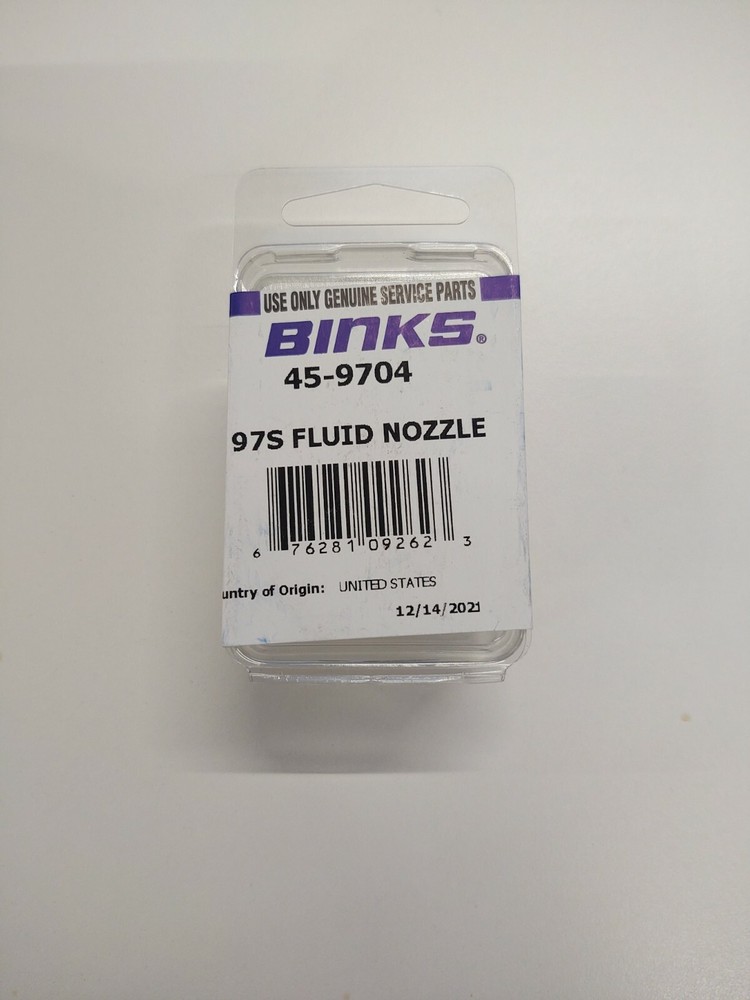 USE ONLY GENUINE SERVICE PARTS
BINKS®
45-9704
97S FLUID NOZZLE
6 76281 09262 3
untry of Origin: UNITED STATES
12/14/2021